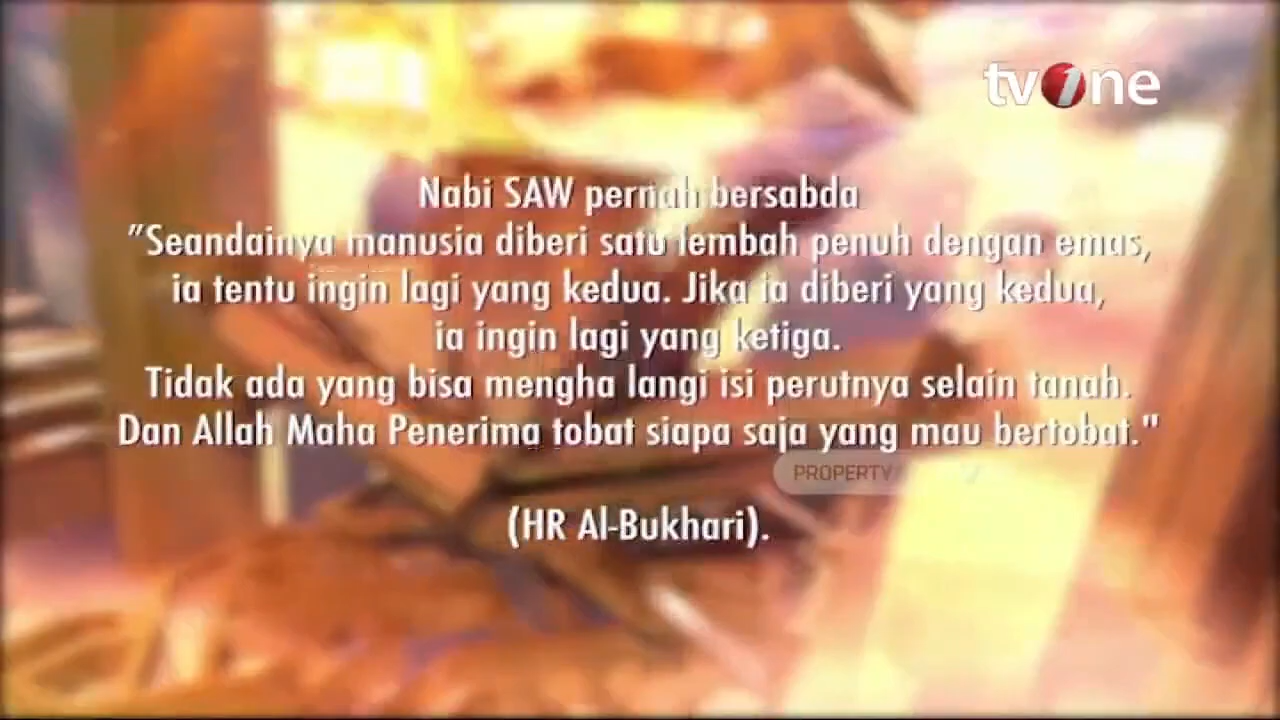 tvOne
Nabi SAW pernah bersabda
”Seandainya manusia diberi satu lembah penuh dengan emas,
ia tentu ingin lagi yang kedua. Jika ia diberi yang kedua,
ia ingin lagi yang ketiga.
Tidak ada yang bisa mengha langi isi perutnya selain tanah.
Dan Allah Maha Penerima tobat siapa saja yang mau bertobat."
PROPERTY
(HR Al-Bukhari).